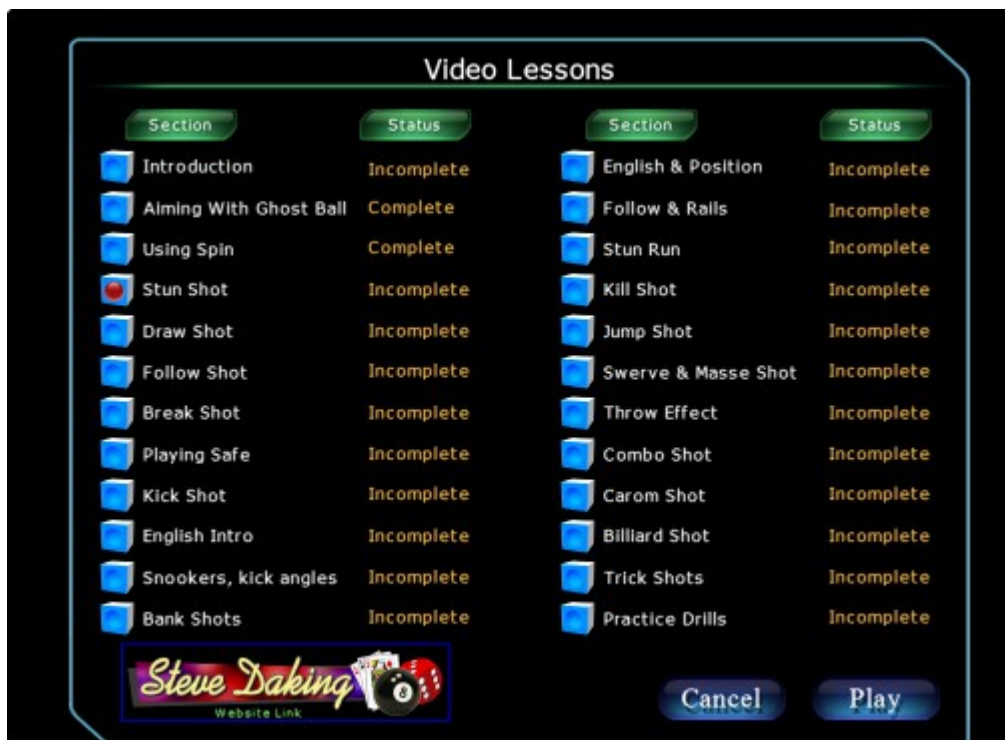 Video Lessons
Section Status Section Status
Introduction Incomplete English & Position Incomplete
Aiming With Ghost Ball Complete Follow & Rails Incomplete
Using Spin Complete Stun Run Incomplete
Stun Shot Incomplete Kill Shot Incomplete
Draw Shot Incomplete Jump Shot Incomplete
Follow Shot Incomplete Swerve & Masse Shot Incomplete
Break Shot Incomplete Throw Effect Incomplete
Playing Safe Incomplete Combo Shot Incomplete
Kick Shot Incomplete Carom Shot Incomplete
English Intro Incomplete Billiard Shot Incomplete
Snookers, kick angles Incomplete Trick Shots Incomplete
Bank Shots Incomplete Practice Drills Incomplete
Steve Daking 8
Website Link
Cancel Play